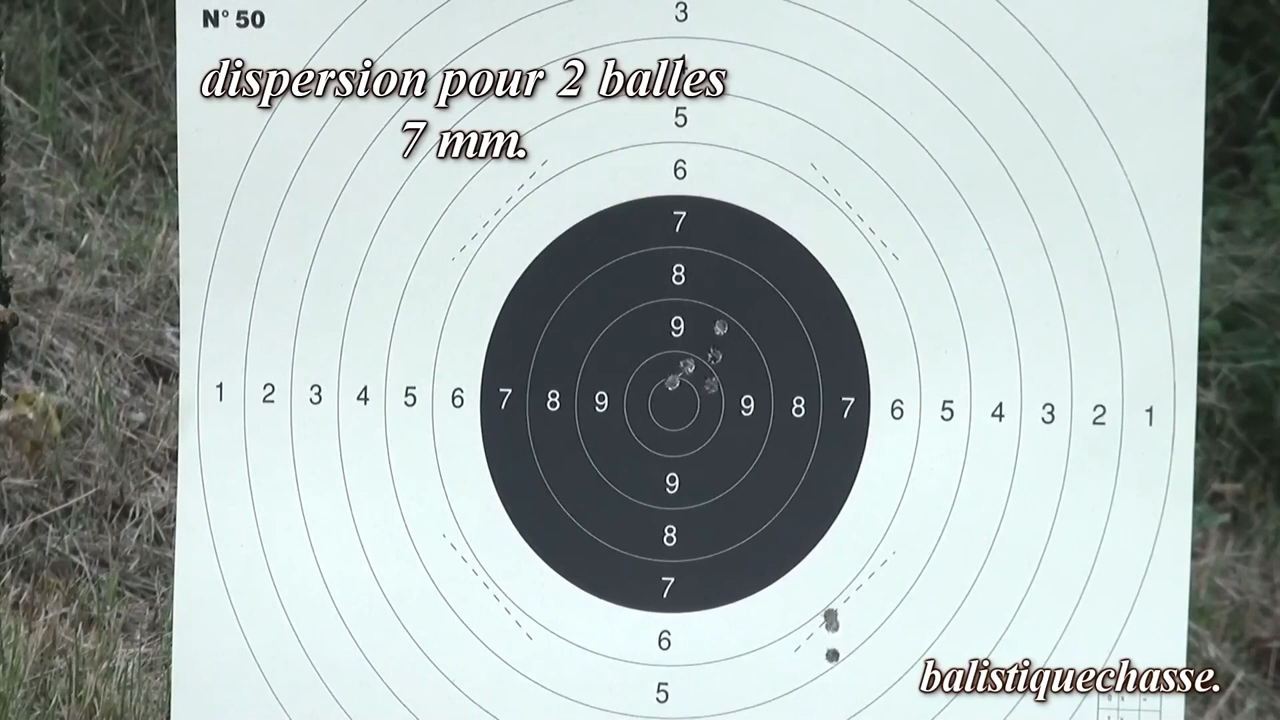 N° 50
3
dispersion pour 2 balles
7 mm.
5
6
7
8
9
1 2 3 4 5 6 7 8 9 9 8 7 6 5 4 3 2 1
9
8
7
6
5
balistiquechasse.